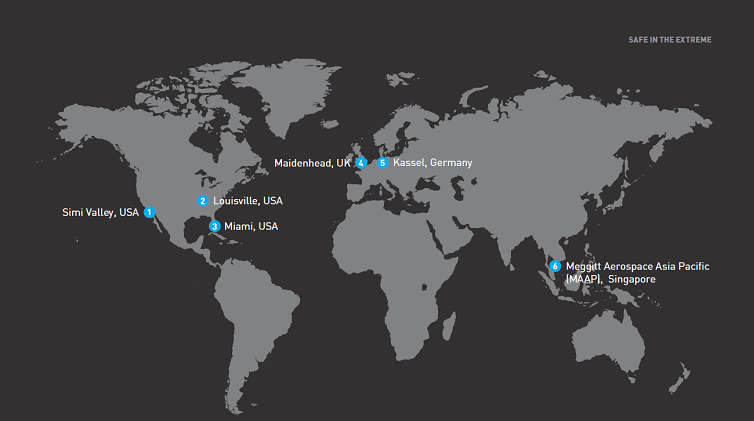 SAFE IN THE EXTREME
Maidenhead, UK 4
5 Kassel, Germany
2 Louisville, USA
Simi Valley, USA 1
3 Miami, USA
6 Meggitt Aerospace Asia Pacific
(MAAP), Singapore